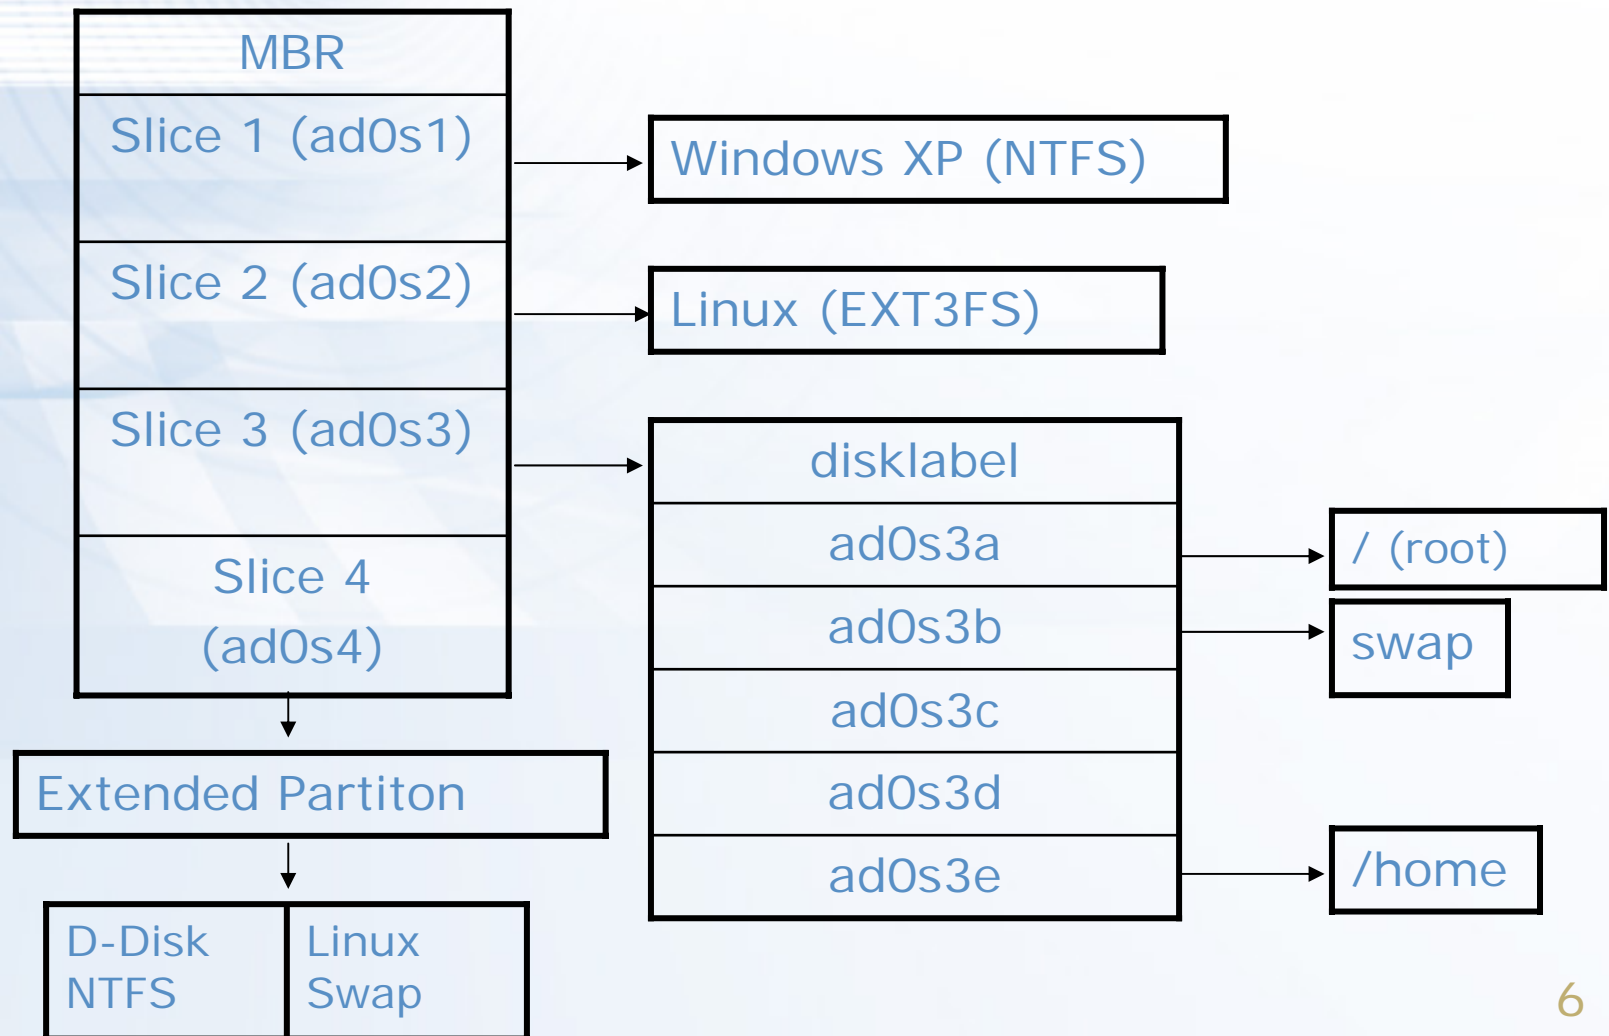 MBR
Slice 1 (ad0s1)
Slice 2 (ad0s2)
Slice 3 (ad0s3)
Slice 4
(ad0s4)
Windows XP (NTFS)
Linux (EXT3FS)
disklabel
ad0s3a
ad0s3b
ad0s3c
ad0s3d
ad0s3e
/ (root)
swap
/home
Extended Partiton
D-Disk
NTFS
Linux
Swap
6